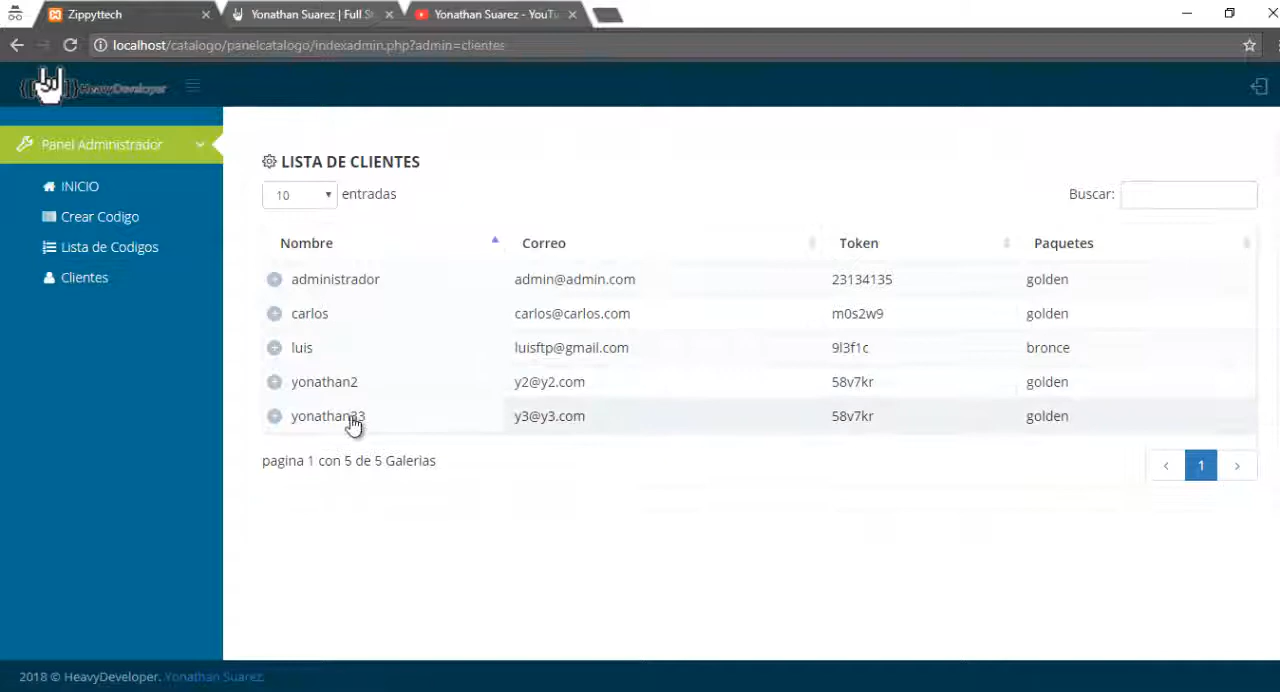 Zippyttech
Yonathan Suarez | Full St
Yonathan Suarez - YouTu
localhost/catalogo/panelcatalogo/indexadmin.php?admin=clientes
HeavyDeveloper
Panel Administrador
INICIO
Crear Codigo
Lista de Codigos
Clientes
LISTA DE CLIENTES
10 entradas
Buscar:
Nombre Correo Token Paquetes
administrador admin@admin.com 23134135 golden
carlos carlos@carlos.com m0s2w9 golden
luis luisftp@gmail.com 9l3f1c bronce
yonathan2 y2@y2.com 58v7kr golden
y3@y3.com 58v7kr golden
pagina 1 con 5 de 5 Galerias
‹ 1 ›
2018 © HeavyDeveloper. Yonathan Suarez.